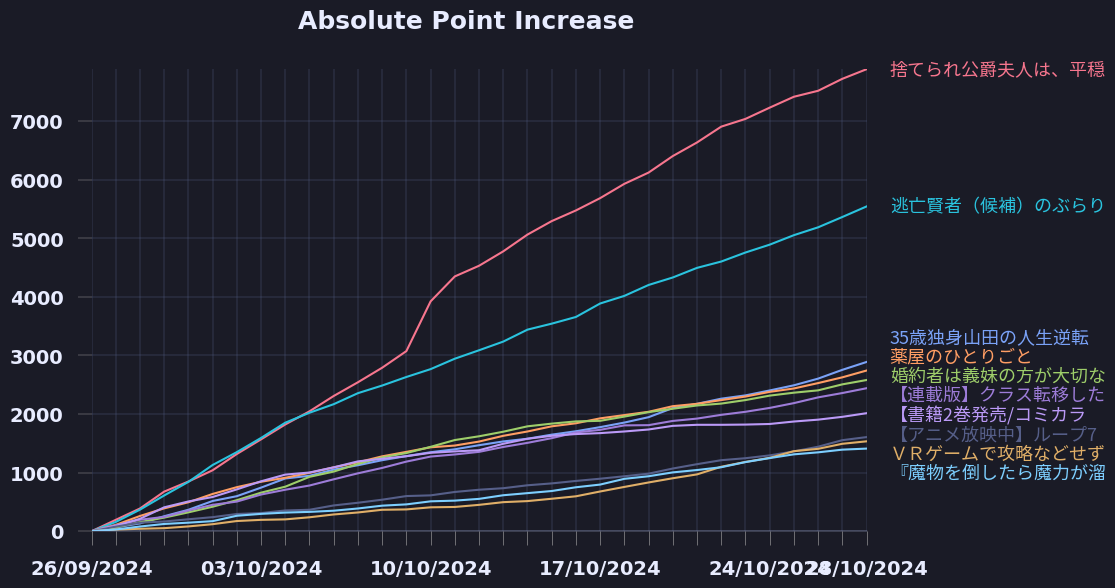 Absolute Point Increase
捨てられ公爵夫人は、平穏
7000
6000
逃亡賢者（候補）のぶらり
5000
4000
35歳独身山田の人生逆転
3000
薬屋のひとりごと
婚約者は義妹の方が大切な
【連載版】クラス転移した
2000
【書籍2巻発売/コミカラ
【アニメ放映中】ループ7
ＶＲゲームで攻略などせず
1000
『魔物を倒したら魔力が溜
0
26/09/2024 03/10/2024 10/10/2024 17/10/2024 24/10/2024 28/10/2024